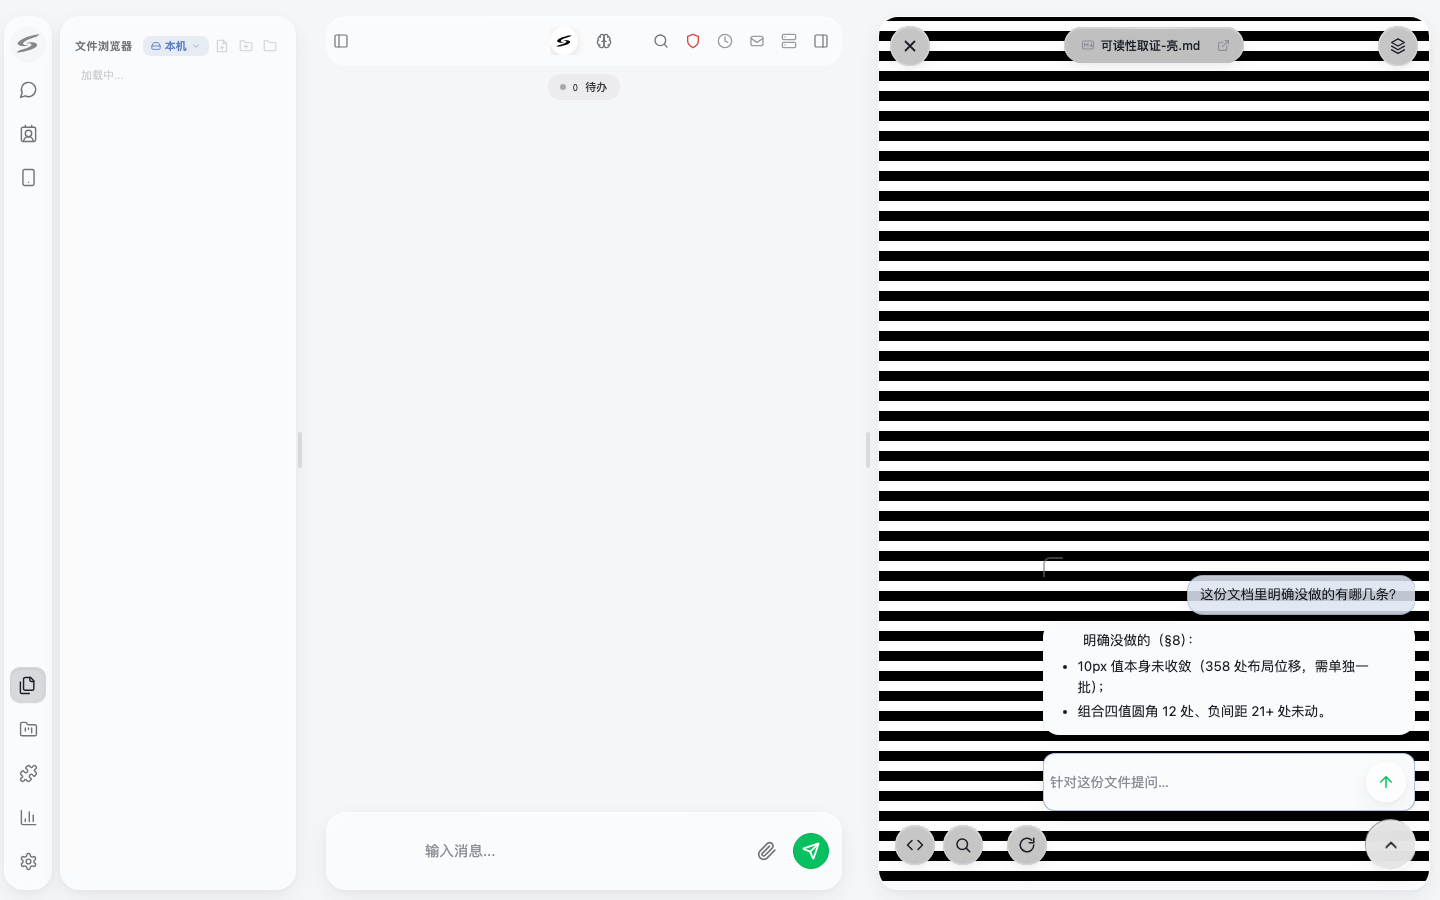 文件浏览器
本机
加载中...
0 待办
输入消息...
可读性取证-亮.md
这份文档里明确没做的有哪几条?
明确没做的（§8）：
• 10px 值本身未收敛（358 处布局位移，需单独一
批）；
• 组合四值圆角 12 处、负间距 21+ 处未动。
针对这份文件提问...